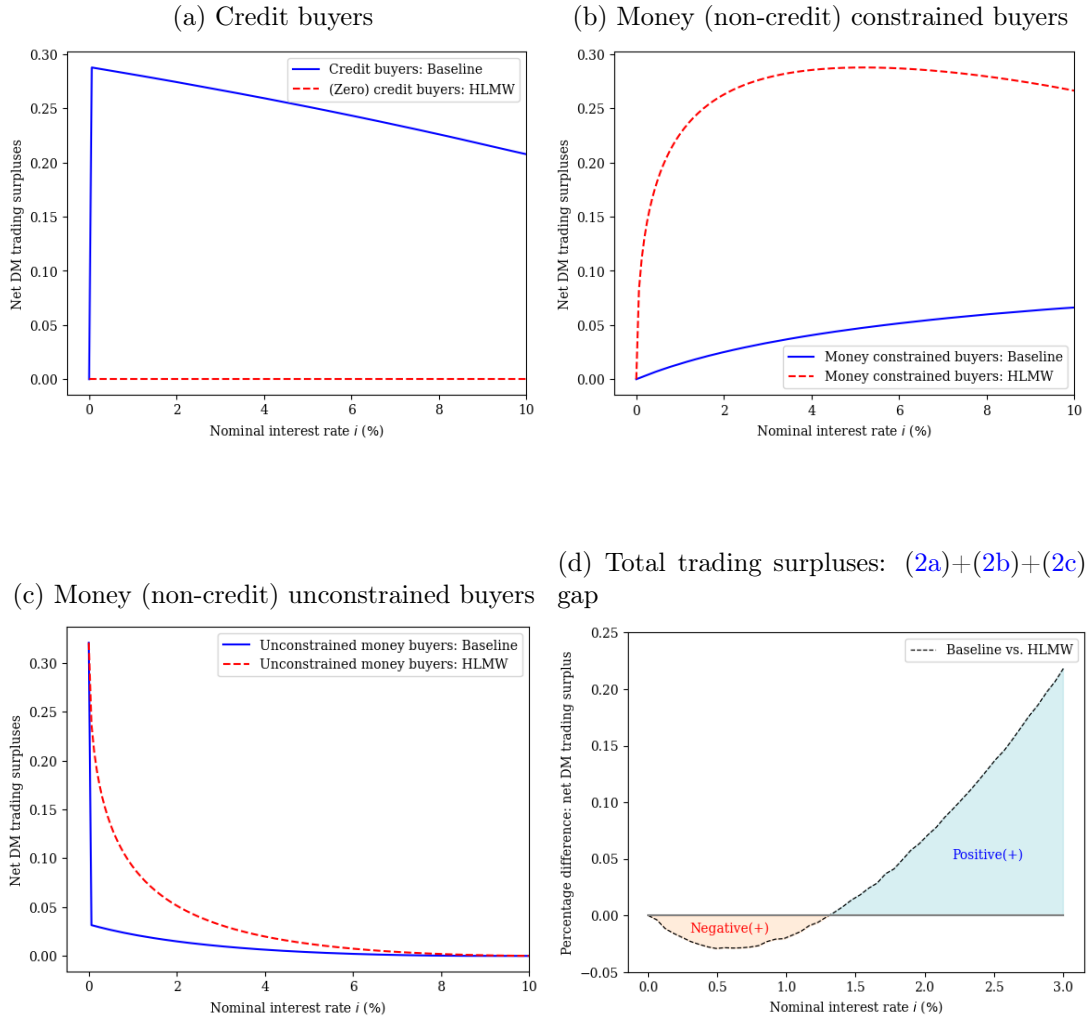 (a) Credit buyers
0.30
0.25
0.20
0.15
0.10
0.05
0.00
Net DM trading surpluses
Credit buyers: Baseline
(Zero) credit buyers: HLMW
0 2 4 6 8 10
Nominal interest rate i (%)
(b) Money (non-credit) constrained buyers
0.30
0.25
0.20
0.15
0.10
0.05
0.00
Net DM trading surpluses
Money constrained buyers: Baseline
Money constrained buyers: HLMW
0 2 4 6 8 10
Nominal interest rate i (%)
(c) Money (non-credit) unconstrained buyers
0.30
0.25
0.20
0.15
0.10
0.05
0.00
Net DM trading surpluses
Unconstrained money buyers: Baseline
Unconstrained money buyers: HLMW
0 2 4 6 8 10
Nominal interest rate i (%)
(d) Total trading surpluses: (2a)+(2b)+(2c)
gap
0.25
0.20
0.15
0.10
0.05
0.00
−0.05
Percentage difference: net DM trading surplus
Baseline vs. HLMW
Positive(+)
Negative(+)
0.0 0.5 1.0 1.5 2.0 2.5 3.0
Nominal interest rate i (%)